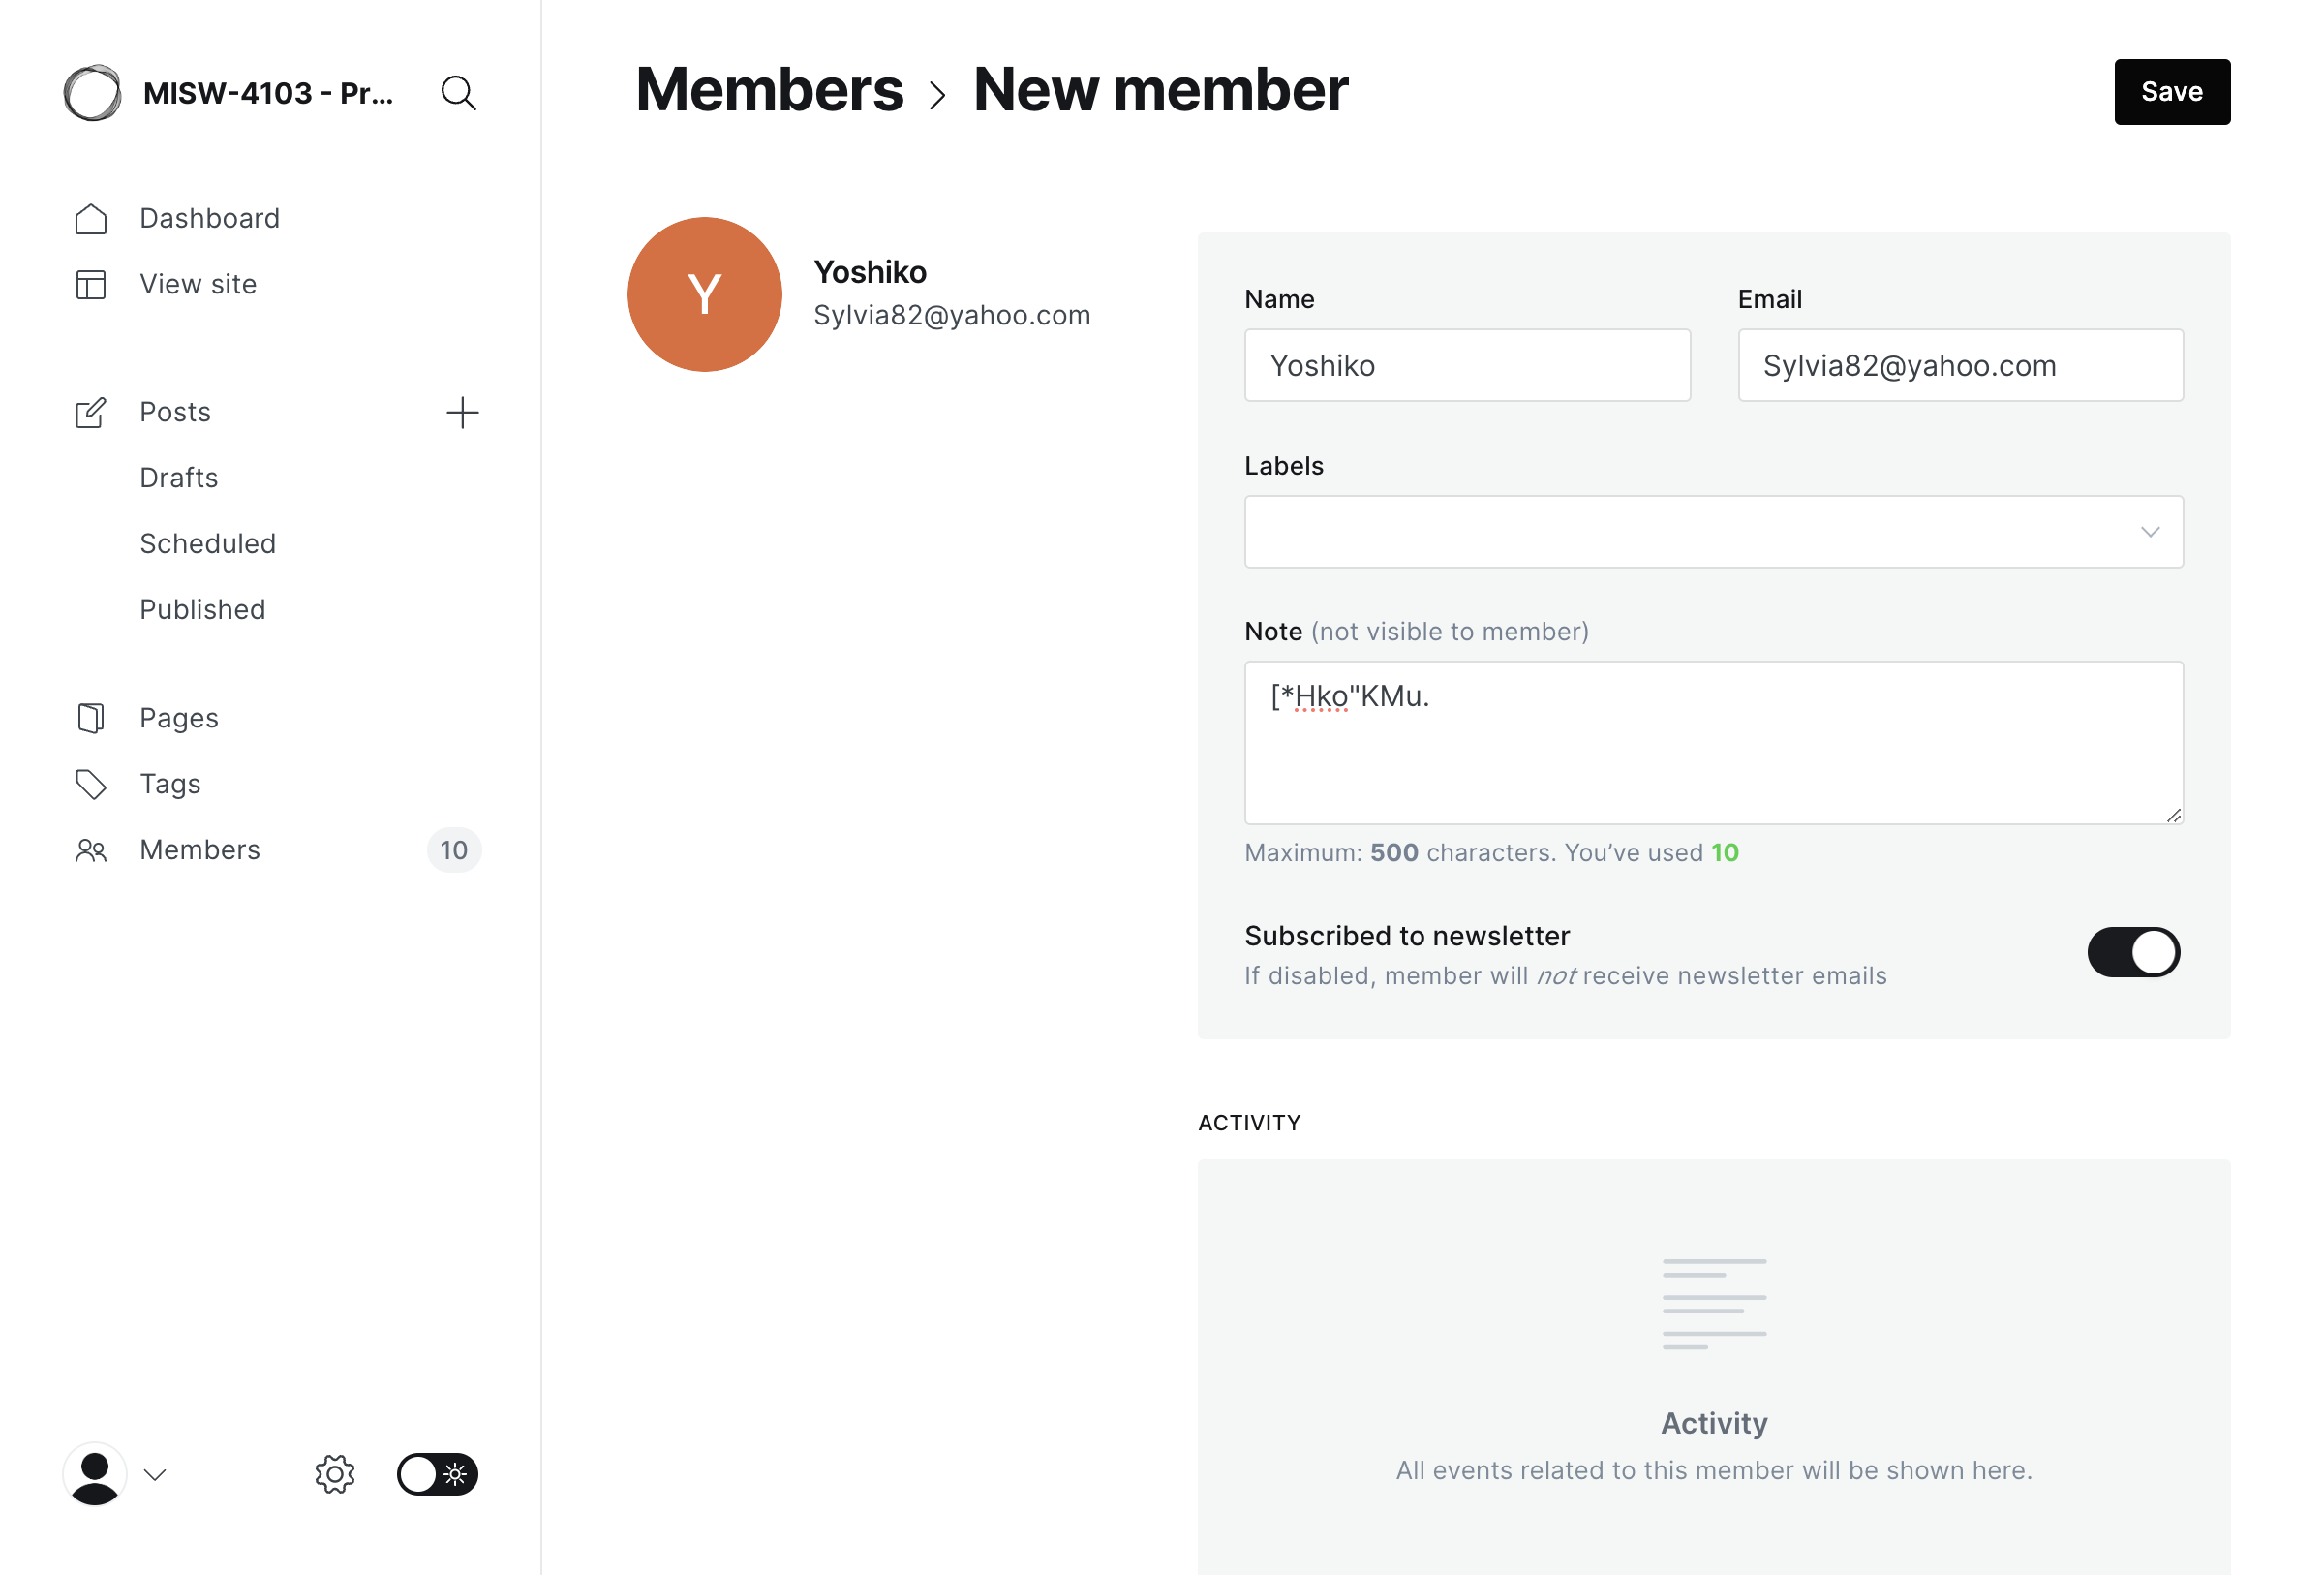 MISW-4103 - Pr...
Dashboard
View site
Posts
Drafts
Scheduled
Published
Pages
Tags
Members 10
Members > New member
Save
Y
Yoshiko
Sylvia82@yahoo.com
Name
Yoshiko
Email
Sylvia82@yahoo.com
Labels
Note (not visible to member)
[*Hko"KMu.
Maximum: 500 characters. You’ve used 10
Subscribed to newsletter
If disabled, member will not receive newsletter emails
ACTIVITY
Activity
All events related to this member will be shown here.